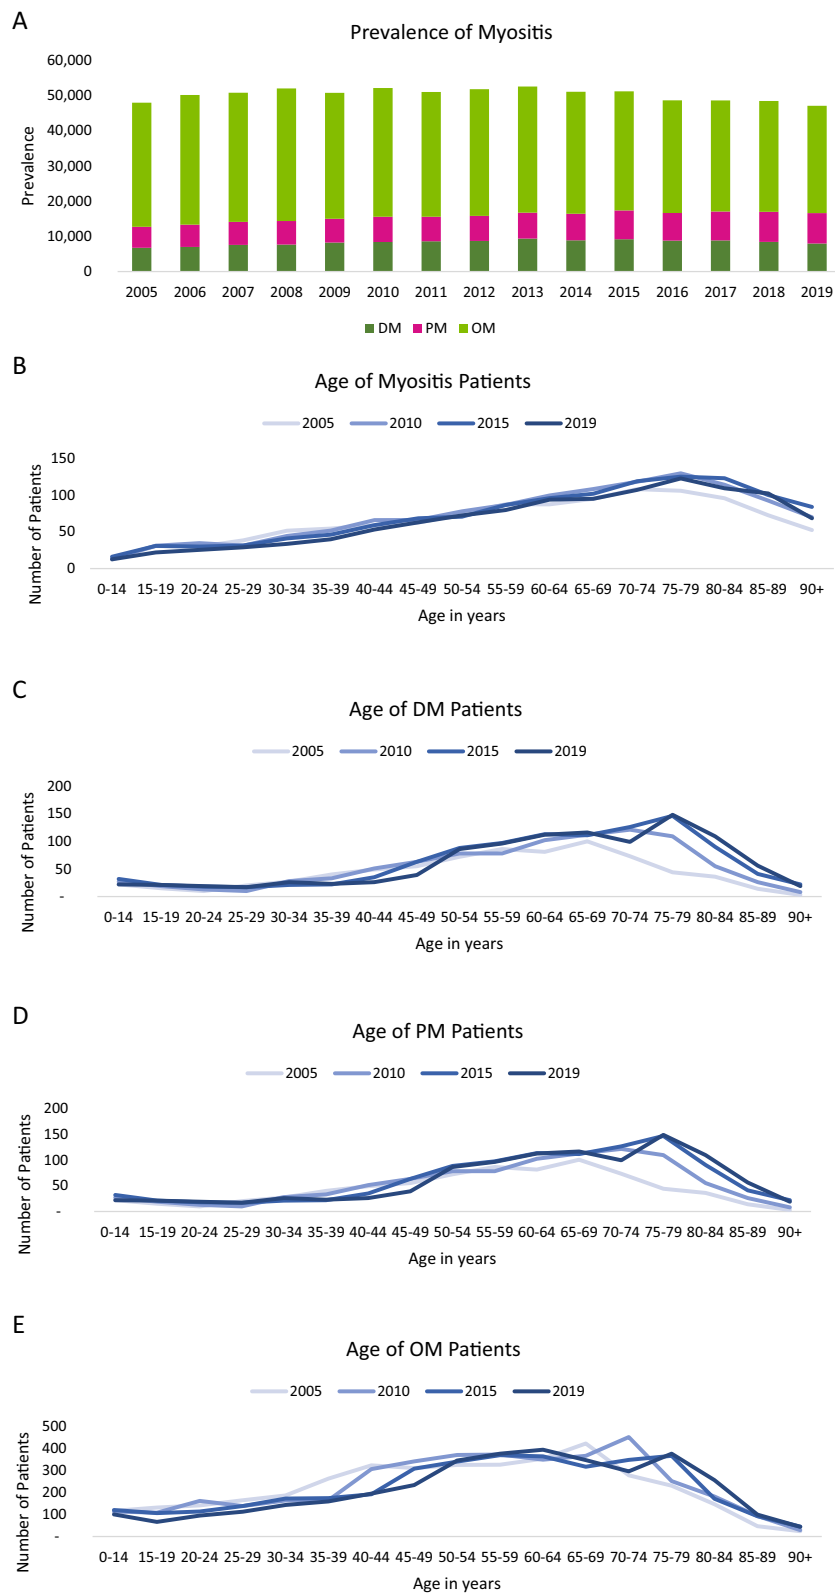 A
Prevalence of Myositis
60,000
50,000
40,000
30,000
20,000
10,000
0
Prevalence
2005 2006 2007 2008 2009 2010 2011 2012 2013 2014 2015 2016 2017 2018 2019
DM PM OM
B
Age of Myositis Patients
2005 2010 2015 2019
150
100
50
0
Number of Patients
0-14 15-19 20-24 25-29 30-34 35-39 40-44 45-49 50-54 55-59 60-64 65-69 70-74 75-79 80-84 85-89 90+
Age in years
C
Age of DM Patients
2005 2010 2015 2019
200
150
100
50
-
Number of Patients
0-14 15-19 20-24 25-29 30-34 35-39 40-44 45-49 50-54 55-59 60-64 65-69 70-74 75-79 80-84 85-89 90+
Age in years
D
Age of PM Patients
2005 2010 2015 2019
200
150
100
50
-
Number of Patients
0-14 15-19 20-24 25-29 30-34 35-39 40-44 45-49 50-54 55-59 60-64 65-69 70-74 75-79 80-84 85-89 90+
Age in years
E
Age of OM Patients
2005 2010 2015 2019
500
400
300
200
100
-
Number of Patients
0-14 15-19 20-24 25-29 30-34 35-39 40-44 45-49 50-54 55-59 60-64 65-69 70-74 75-79 80-84 85-89 90+
Age in years